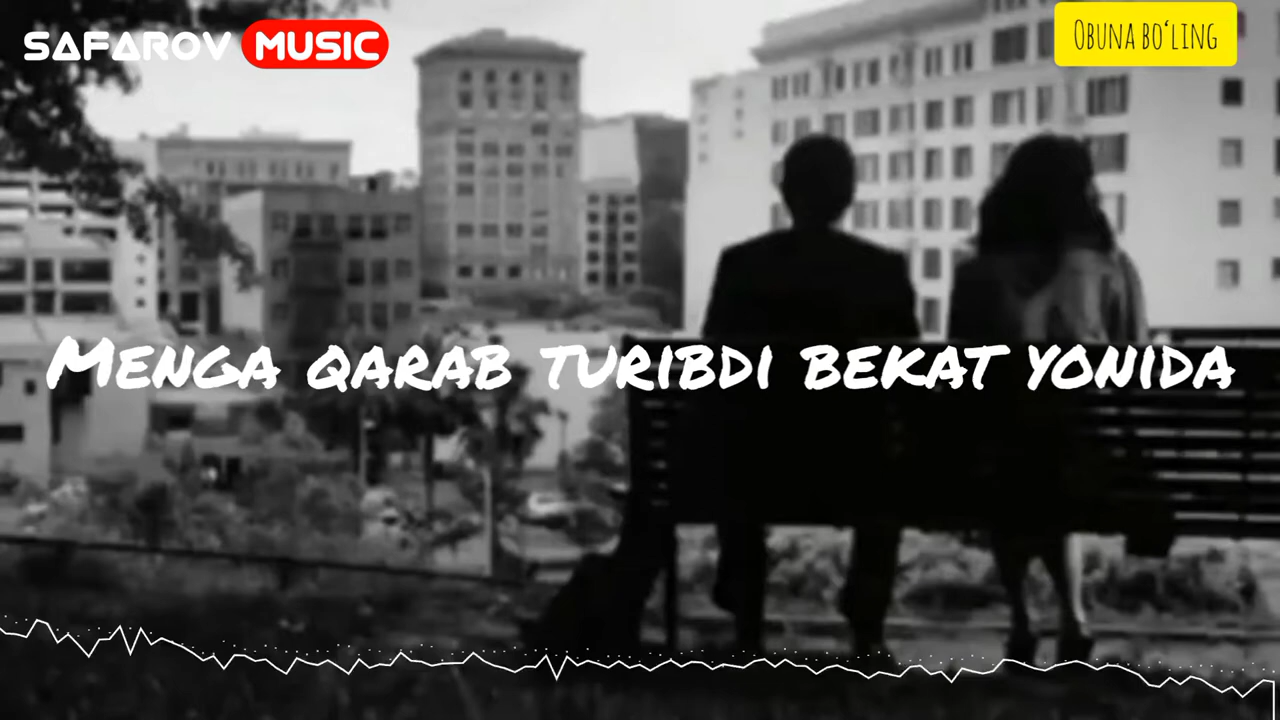 SAFAROV MUSIC
OBUNA BO‘LING
MENGA QARAB TURIBDI BEKAT YONIDA